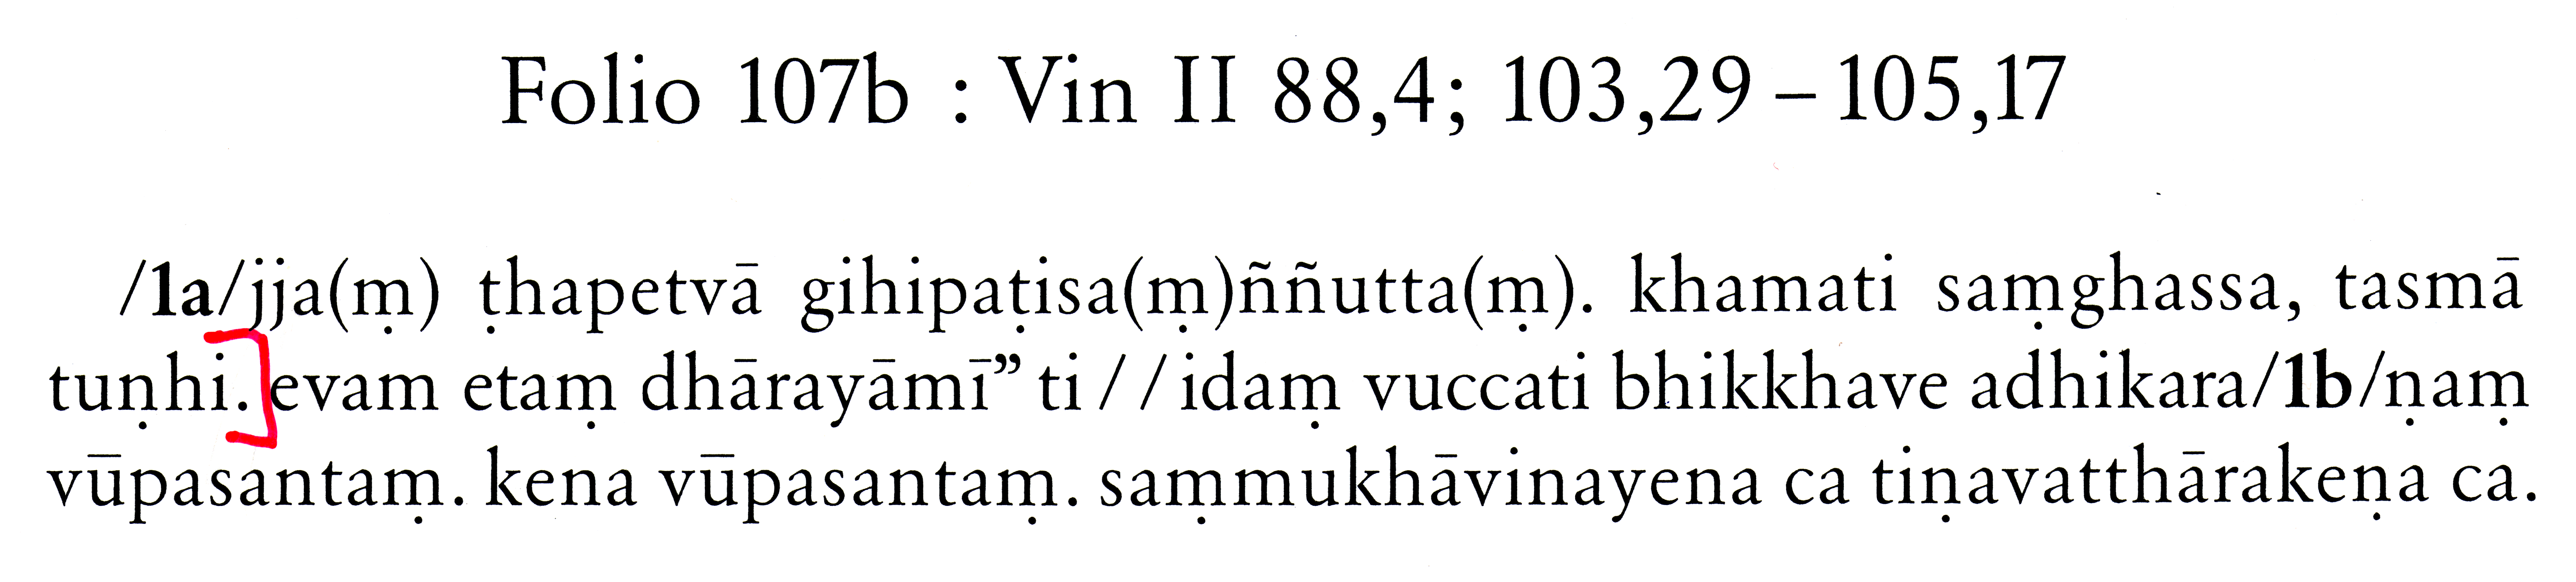 Folio 107b : Vin II 88,4; 103,29 – 105,17
/1a/jja(ṃ) ṭhapetvā gihipaṭisa(ṃ)ññutta(ṃ). khamati saṃghassa, tasmā
tuṇhi. evam etaṃ dhārayāmī” ti / / idaṃ vuccati bhikkhave adhikara/1b/ṇaṃ
vūpasantaṃ. kena vūpasantaṃ. saṃmukhāvinayena ca tiṇavatthārakeṇa ca.